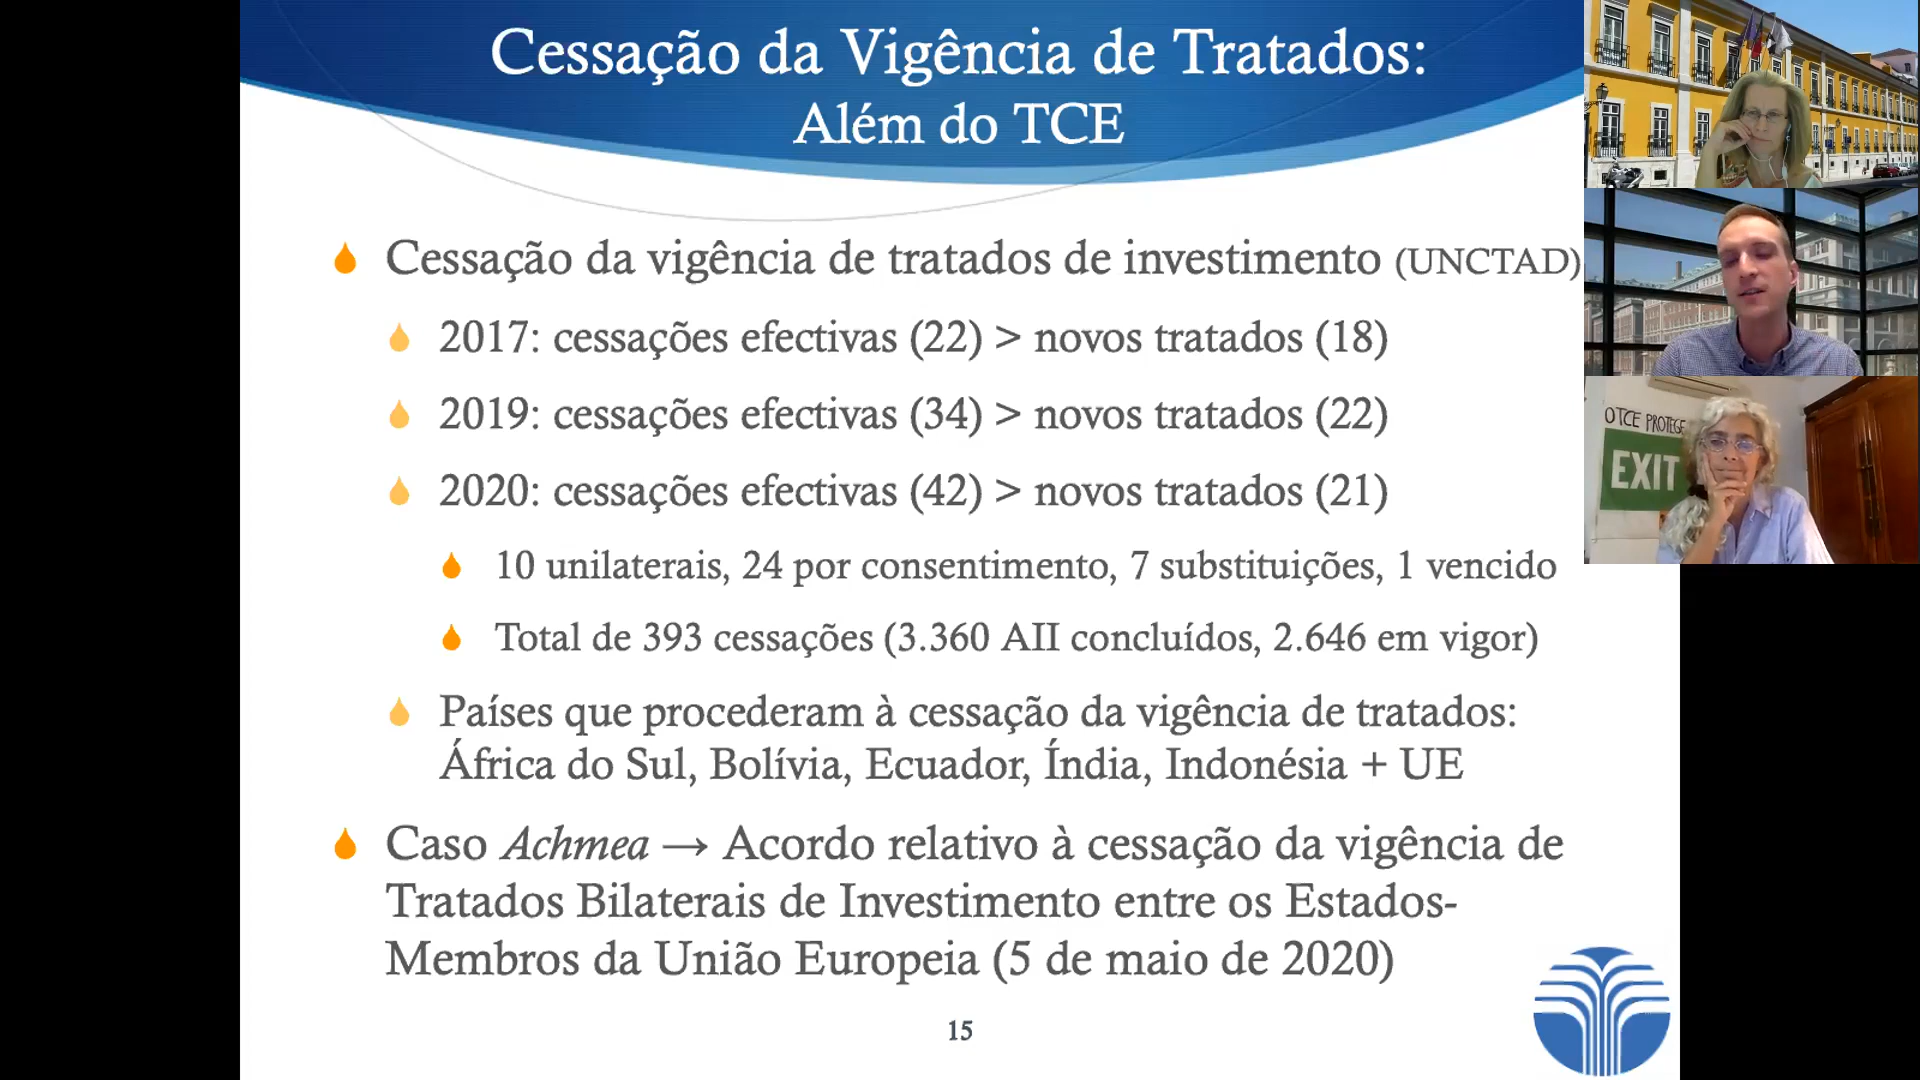 Cessação da Vigência de Tratados:
Além do TCE
Cessação da vigência de tratados de investimento (UNCTAD)
2017: cessações efectivas (22) > novos tratados (18)
2019: cessações efectivas (34) > novos tratados (22)
2020: cessações efectivas (42) > novos tratados (21)
10 unilaterais, 24 por consentimento, 7 substituições, 1 vencido
Total de 393 cessações (3.360 AII concluídos, 2.646 em vigor)
Países que procederam à cessação da vigência de tratados:
África do Sul, Bolívia, Ecuador, Índia, Indonésia + UE
Caso Achmea → Acordo relativo à cessação da vigência de
Tratados Bilaterais de Investimento entre os Estados-
Membros da União Europeia (5 de maio de 2020)
15
O TCE PROTEGE
EXIT